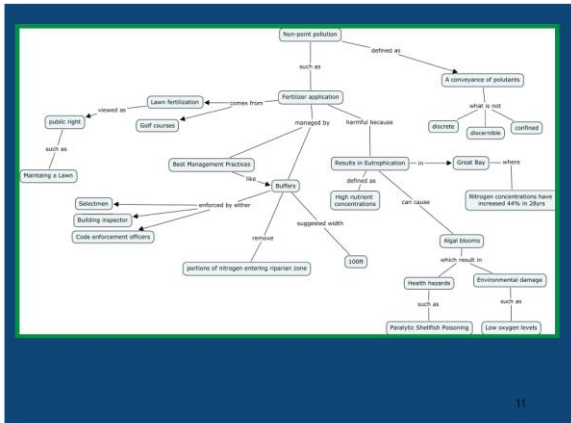 Non-point pollution
defined as
such as
A conveyance of polutants
Fertilizer application
Lawn fertilization
comes from
what is not
viewed as
public right
Golf courses
managed by
harmful because
discrete
discernible
confined
such as
Best Management Practices
Results in Eutrophication
in
Great Bay
where
Maintaing a Lawn
like
Buffers
defined as
High nutrient
concentrations
Nitrogen concentrations have
increased 44% in 28yrs
Selectmen
enforced by either
can cause
Building inspector
suggested width
Code enforcement officers
remove
Algal blooms
which result in
portions of nitrogen entering riparian zone
100ft
Health hazards
Environmental damage
such as
such as
Paralytic Shellfish Poisoning
Low oxygen levels
11